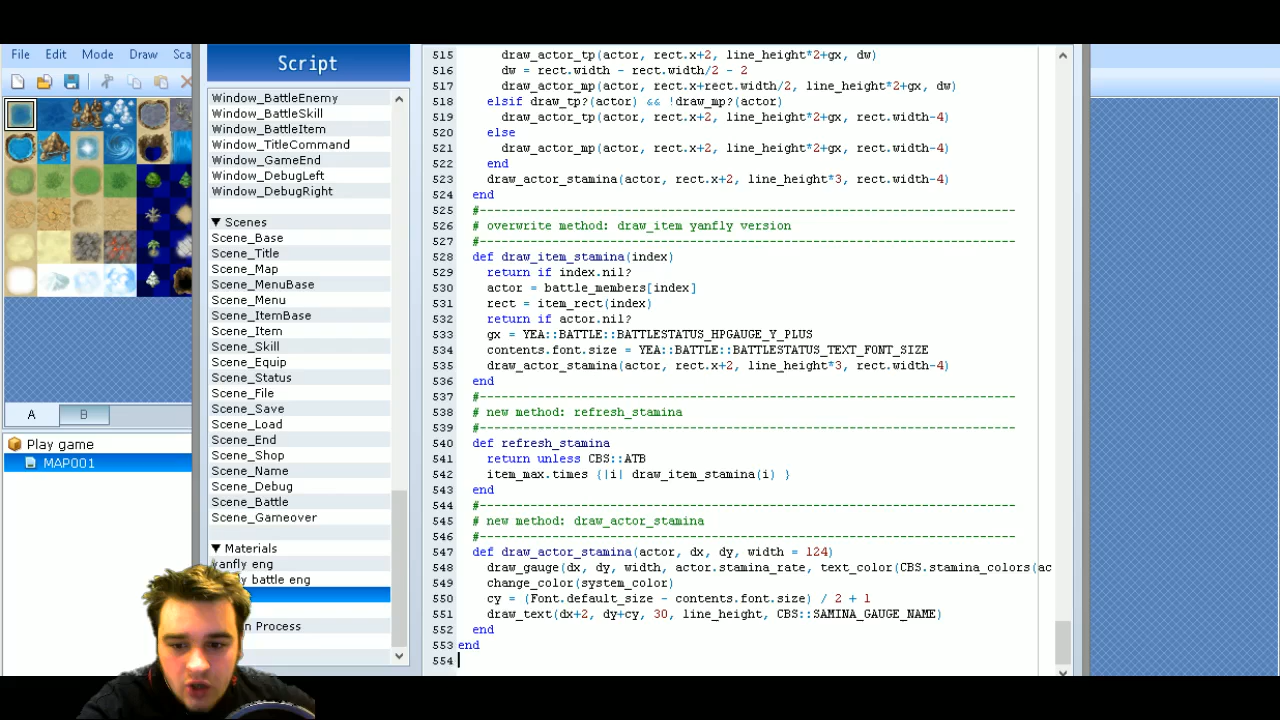 File Edit Mode Draw Sca
A B
Play game
MAP001
Script
Window_BattleEnemy
Window_BattleSkill
Window_BattleItem
Window_TitleCommand
Window_GameEnd
Window_DebugLeft
Window_DebugRight
▼ Scenes
Scene_Base
Scene_Title
Scene_Map
Scene_MenuBase
Scene_Menu
Scene_ItemBase
Scene_Item
Scene_Skill
Scene_Equip
Scene_Status
Scene_File
Scene_Save
Scene_Load
Scene_End
Scene_Shop
Scene_Name
Scene_Debug
Scene_Battle
Scene_Gameover
▼ Materials
yanfly eng
ly battle eng
n Process
515 draw_actor_tp(actor, rect.x+2, line_height*2+gx, dw)
516 dw = rect.width - rect.width/2 - 2
517 draw_actor_mp(actor, rect.x+rect.width/2, line_height*2+gx, dw)
518 elsif draw_tp?(actor) && !draw_mp?(actor)
519 draw_actor_tp(actor, rect.x+2, line_height*2+gx, rect.width-4)
520 else
521 draw_actor_mp(actor, rect.x+2, line_height*2+gx, rect.width-4)
522 end
523 draw_actor_stamina(actor, rect.x+2, line_height*3, rect.width-4)
524 end
525 #--------------------------------------------------------------------------
526 # overwrite method: draw_item yanfly version
527 #--------------------------------------------------------------------------
528 def draw_item_stamina(index)
529 return if index.nil?
530 actor = battle_members[index]
531 rect = item_rect(index)
532 return if actor.nil?
533 gx = YEA::BATTLE::BATTLESTATUS_HPGAUGE_Y_PLUS
534 contents.font.size = YEA::BATTLE::BATTLESTATUS_TEXT_FONT_SIZE
535 draw_actor_stamina(actor, rect.x+2, line_height*3, rect.width-4)
536 end
537 #--------------------------------------------------------------------------
538 # new method: refresh_stamina
539 #--------------------------------------------------------------------------
540 def refresh_stamina
541 return unless CBS::ATB
542 item_max.times {|i| draw_item_stamina(i) }
543 end
544 #--------------------------------------------------------------------------
545 # new method: draw_actor_stamina
546 #--------------------------------------------------------------------------
547 def draw_actor_stamina(actor, dx, dy, width = 124)
548 draw_gauge(dx, dy, width, actor.stamina_rate, text_color(CBS.stamina_colors(ac
549 change_color(system_color)
550 cy = (Font.default_size - contents.font.size) / 2 + 1
551 draw_text(dx+2, dy+cy, 30, line_height, CBS::SAMINA_GAUGE_NAME)
552 end
553 end
554